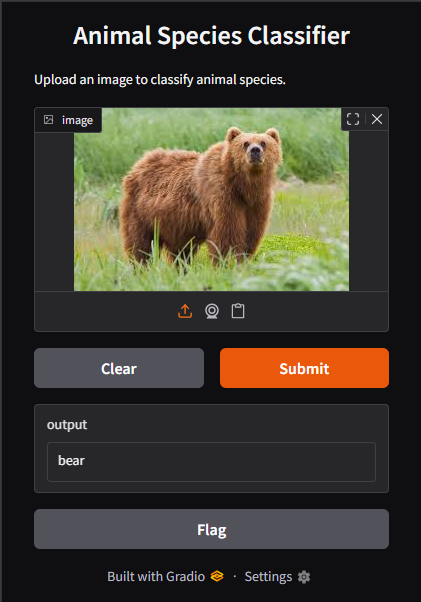 Animal Species Classifier
Upload an image to classify animal species.
image
Clear
Submit
output
bear
Flag
Built with Gradio · Settings